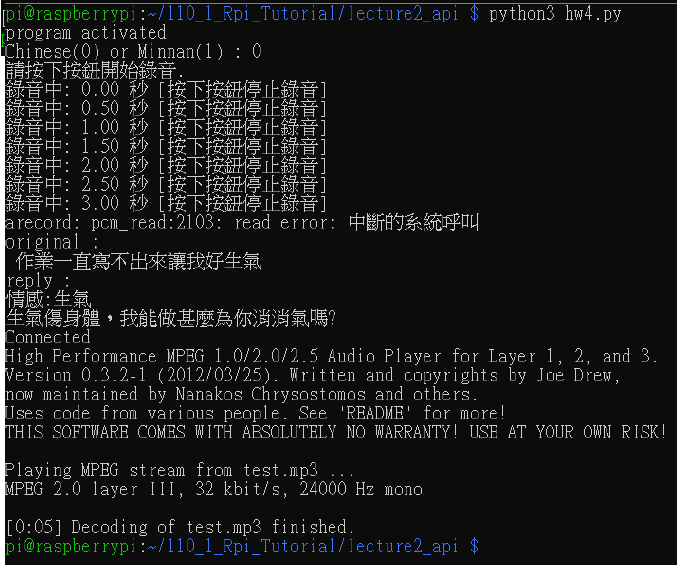 pi@raspberrypi:~/110_1_Rpi_Tutorial/lecture2_api $ python3 hw4.py
program activated
Chinese(0) or Minnan(1) : 0
請按下按鈕開始錄音.
錄音中: 0.00 秒 [按下按鈕停止錄音]
錄音中: 0.50 秒 [按下按鈕停止錄音]
錄音中: 1.00 秒 [按下按鈕停止錄音]
錄音中: 1.50 秒 [按下按鈕停止錄音]
錄音中: 2.00 秒 [按下按鈕停止錄音]
錄音中: 2.50 秒 [按下按鈕停止錄音]
錄音中: 3.00 秒 [按下按鈕停止錄音]
arecord: pcm_read:2103: read error: 中斷的系統呼叫
original :
作業一直寫不出來讓我好生氣
reply :
情感:生氣
生氣傷身體，我能做甚麼為你消消氣嗎?
Connected
High Performance MPEG 1.0/2.0/2.5 Audio Player for Layer 1, 2, and 3.
Version 0.3.2-1 (2012/03/25). Written and copyrights by Joe Drew,
now maintained by Nanakos Chrysostomos and others.
Uses code from various people. See 'README' for more!
THIS SOFTWARE COMES WITH ABSOLUTELY NO WARRANTY! USE AT YOUR OWN RISK!
Playing MPEG stream from test.mp3 ...
MPEG 2.0 layer III, 32 kbit/s, 24000 Hz mono
[0:05] Decoding of test.mp3 finished.
pi@raspberrypi:~/110_1_Rpi_Tutorial/lecture2_api $